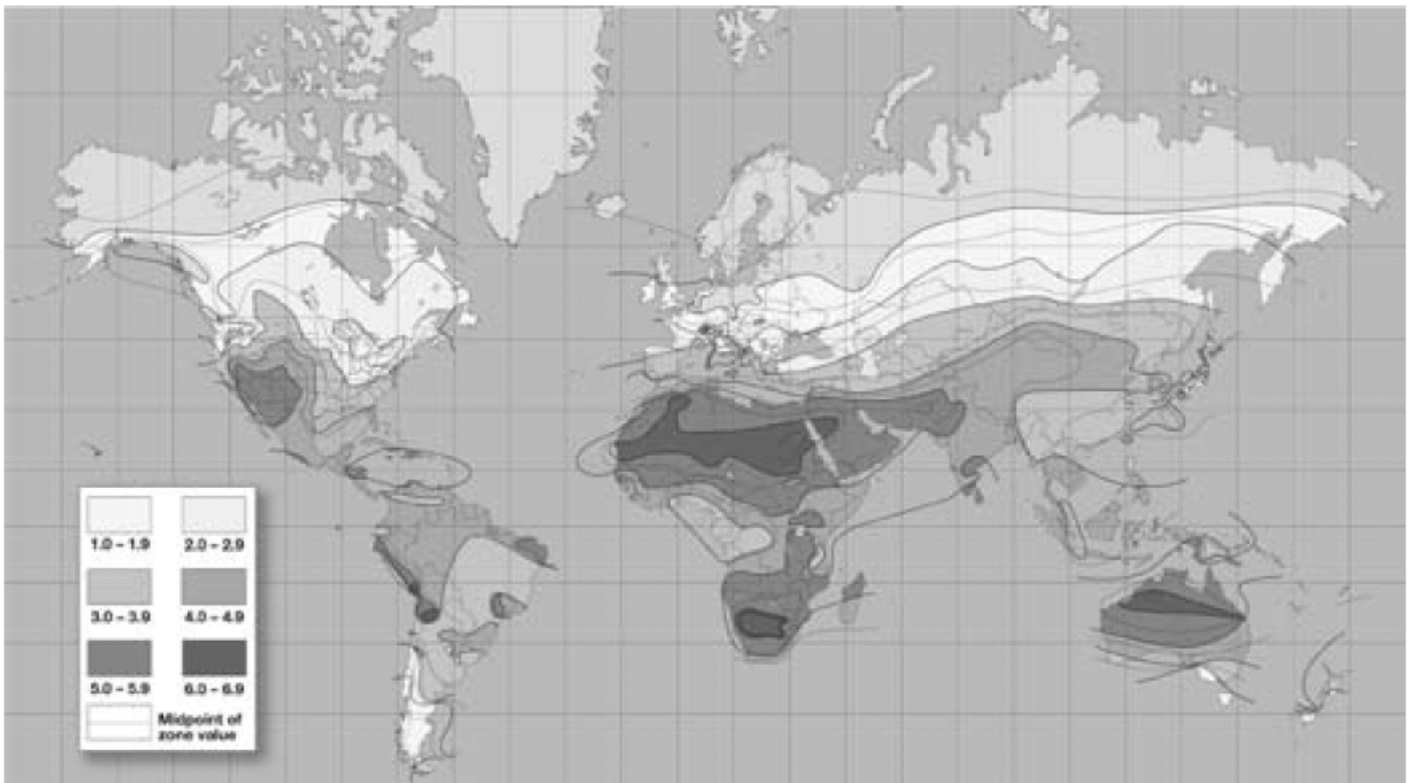 1.0 – 1.9 2.0 – 2.9
3.0 – 3.9 4.0 – 4.9
5.0 – 5.9 6.0 – 6.9
Midpoint of
zone value